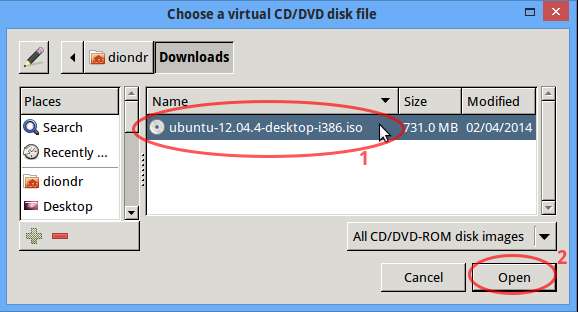 Choose a virtual CD/DVD disk file
diondr Downloads
Places
Search
Recently ...
diondr
Desktop
Name Size Modified
ubuntu-12.04.4-desktop-i386.iso 731.0 MB 02/04/2014
1
All CD/DVD-ROM disk images
2
Cancel Open